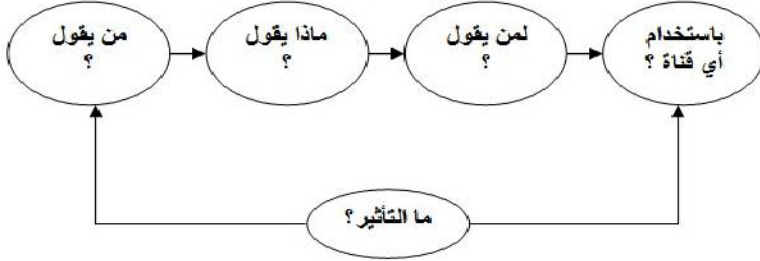 من يقول
؟
ماذا يقول
؟
لمن يقول
؟
باستخدام
أي قناة ؟
ما التأثير؟